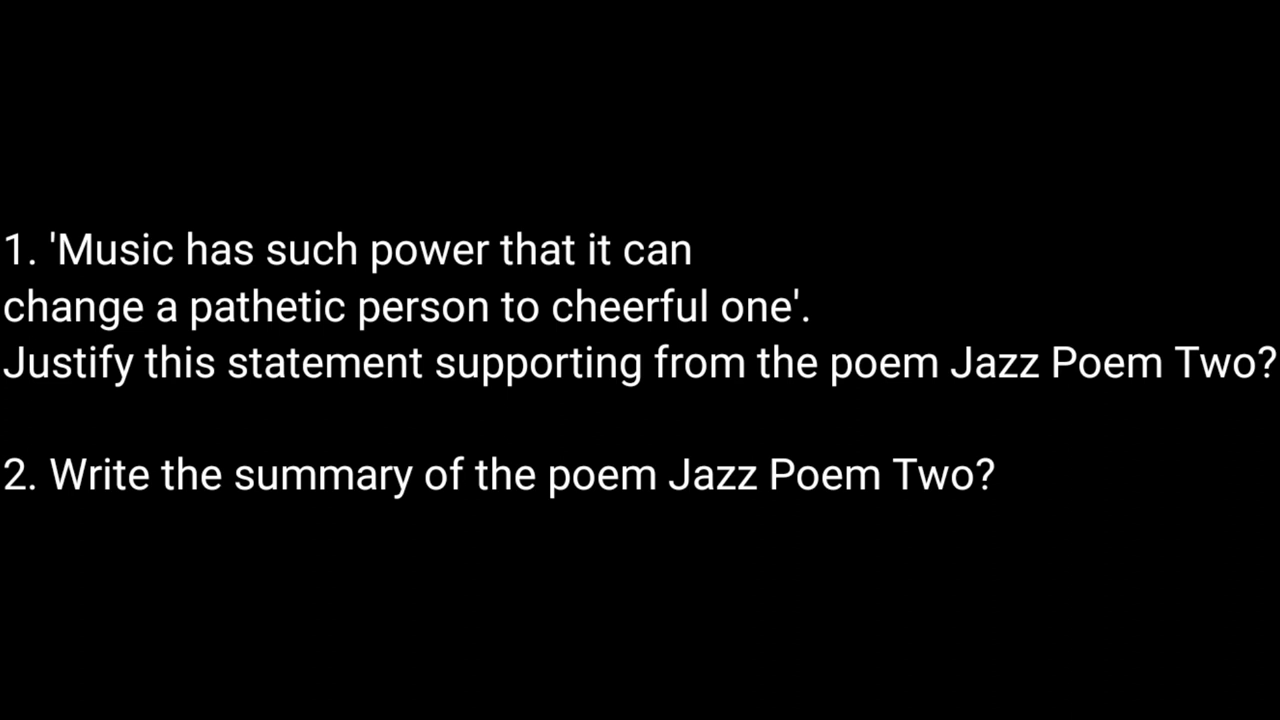 1. 'Music has such power that it can
change a pathetic person to cheerful one'.
Justify this statement supporting from the poem Jazz Poem Two?
2. Write the summary of the poem Jazz Poem Two?